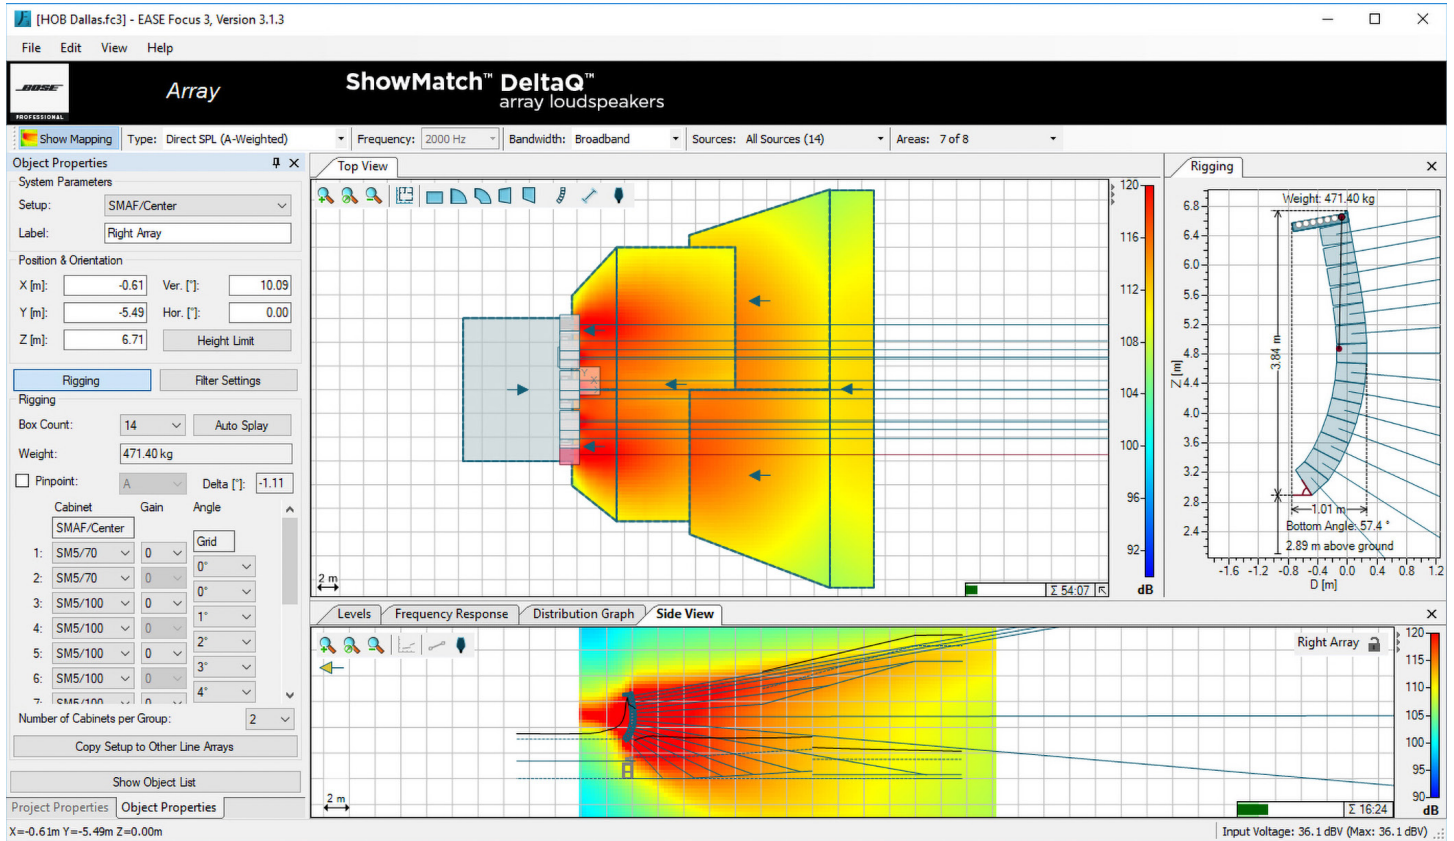 [HOB Dallas.fc3] - EASE Focus 3, Version 3.1.3
File Edit View Help
BOSE
PROFESSIONAL
Array
ShowMatch™ DeltaQ™
array loudspeakers
Show Mapping Type: Direct SPL (A-Weighted) Frequency: 2000 Hz Bandwidth: Broadband Sources: All Sources (14) Areas: 7 of 8
Object Properties
System Parameters
Setup: SMAF/Center
Label: Right Array
Position & Orientation
X [m]: -0.61 Ver. [°]: 10.09
Y [m]: -5.49 Hor. [°]: 0.00
Z [m]: 6.71 Height Limit
Rigging Filter Settings
Rigging
Box Count: 14 Auto Splay
Weight: 471.40 kg
Pinpoint: A Delta [°]: -1.11
Cabinet Gain Angle
SMAF/Center
Grid
1: SM5/70 0
0°
2: SM5/70 0
0°
3: SM5/100 0
1°
4: SM5/100 0
2°
5: SM5/100 0
3°
6: SM5/100 0
4°
7: SM5/100 0
Number of Cabinets per Group: 2
Copy Setup to Other Line Arrays
Show Object List
Project Properties Object Properties
X=-0.61m Y=-5.49m Z=0.00m
Top View
Y
X
2 m
Σ 54:07
120
116
112
108
104
100
96
92
dB
Rigging
Weight: 471.40 kg
6.8
6.4
6.0
5.6
5.2
4.8
4.4
4.0
3.6
3.2
2.8
2.4
Z [m]
3.84 m
1.01 m
Bottom Angle: 57.4 °
2.89 m above ground
-1.6 -1.2 -0.8 -0.4 0.0 0.4 0.8 1.2
D [m]
Levels Frequency Response Distribution Graph Side View
Right Array
2 m
Σ 16:24
120
115
110
105
100
95
90
dB
Input Voltage: 36.1 dBV (Max: 36.1 dBV)